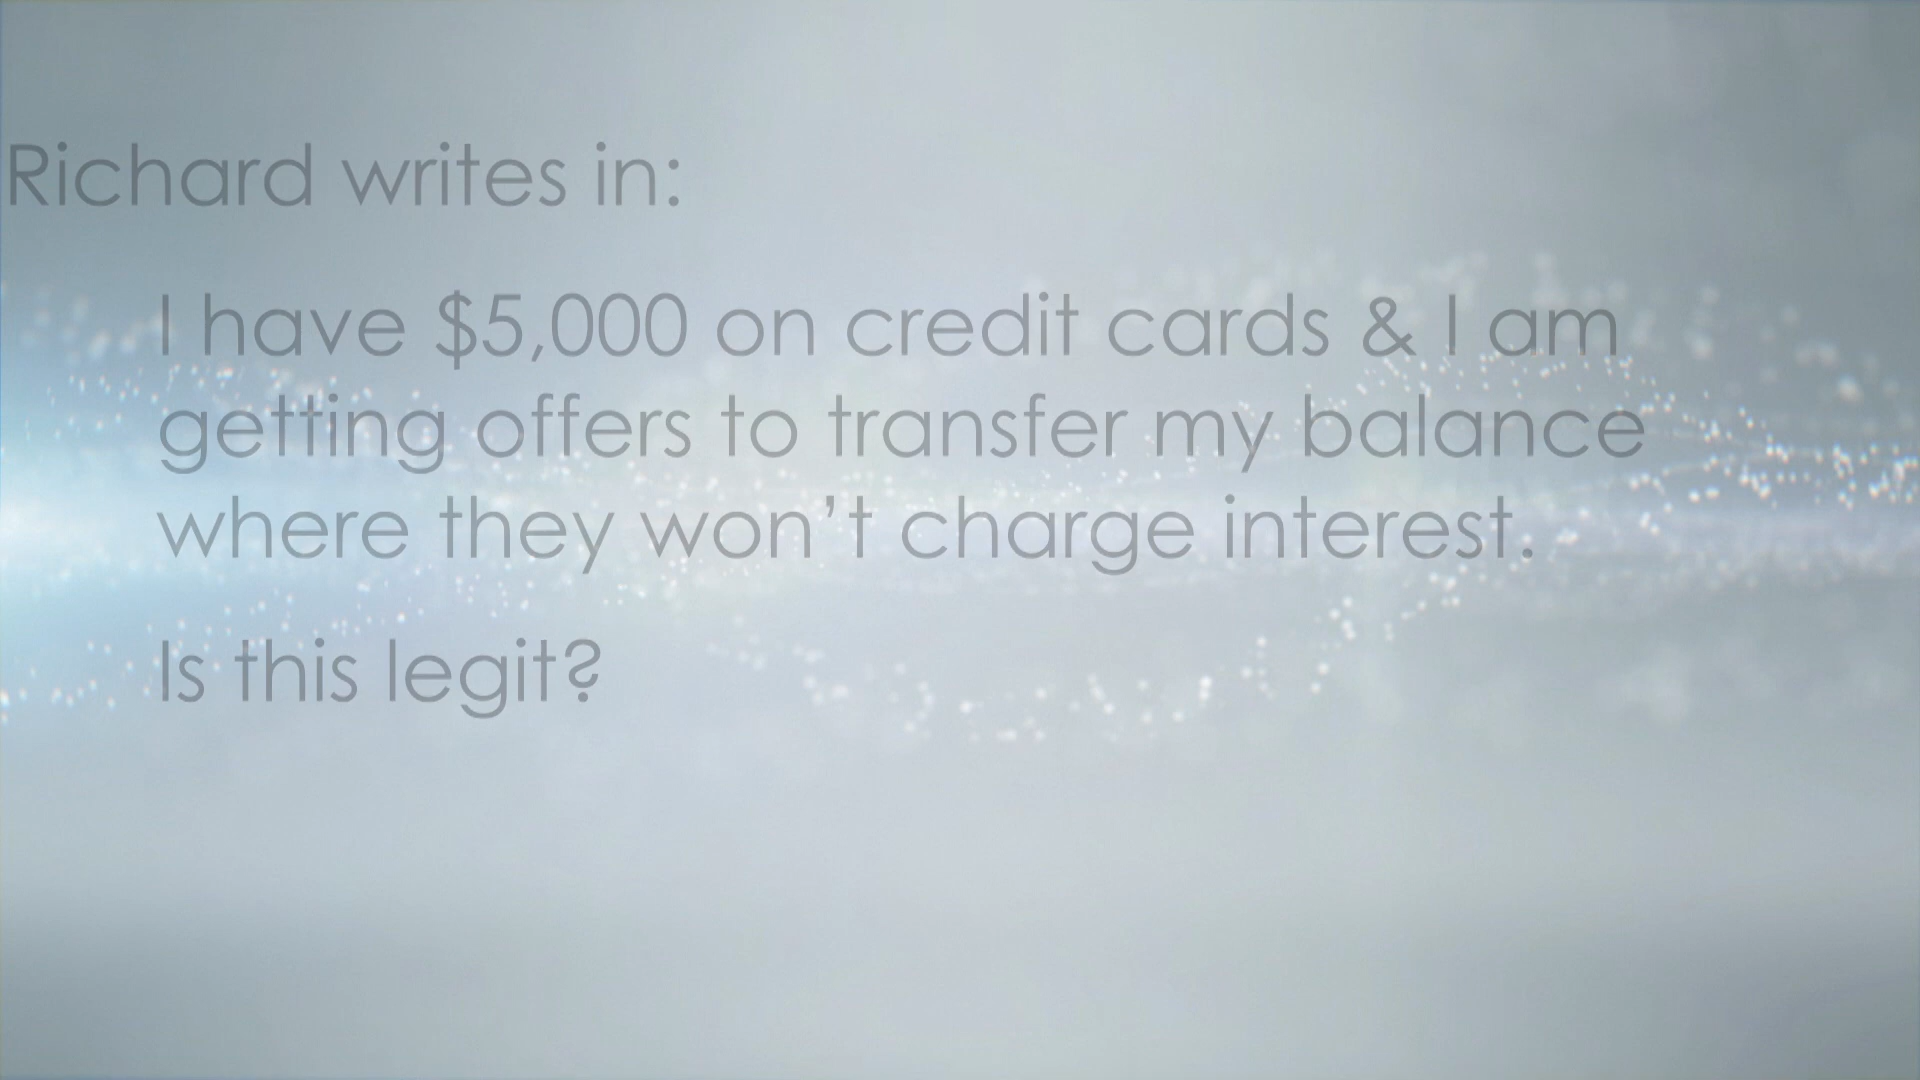 Richard writes in:
I have $5,000 on credit cards & I am
getting offers to transfer my balance
where they won’t charge interest.
Is this legit?